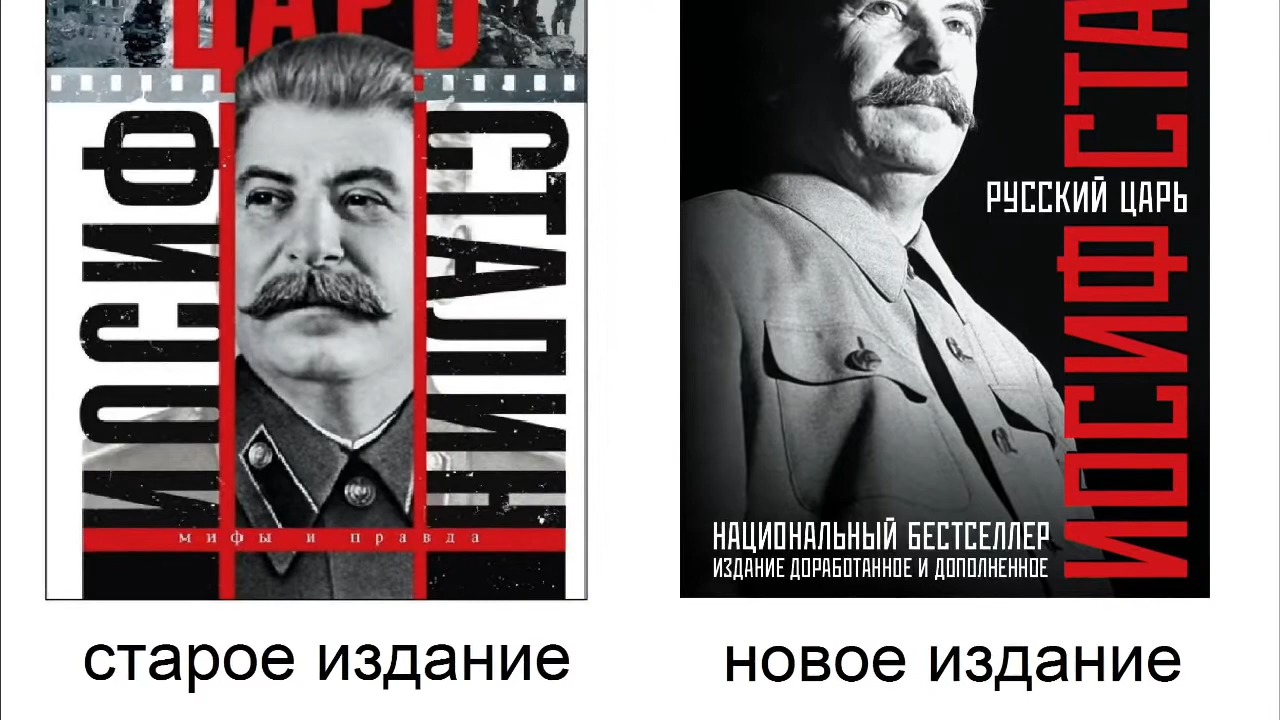 ЦАРЬ
ИОСИФ
СТАЛИН
мифы и правда
СТА
РУССКИЙ ЦАРЬ
ИОСИФ
НАЦИОНАЛЬНЫЙ БЕСТСЕЛЛЕР
ИЗДАНИЕ ДОРАБОТАННОЕ И ДОПОЛНЕННОЕ
старое издание
новое издание